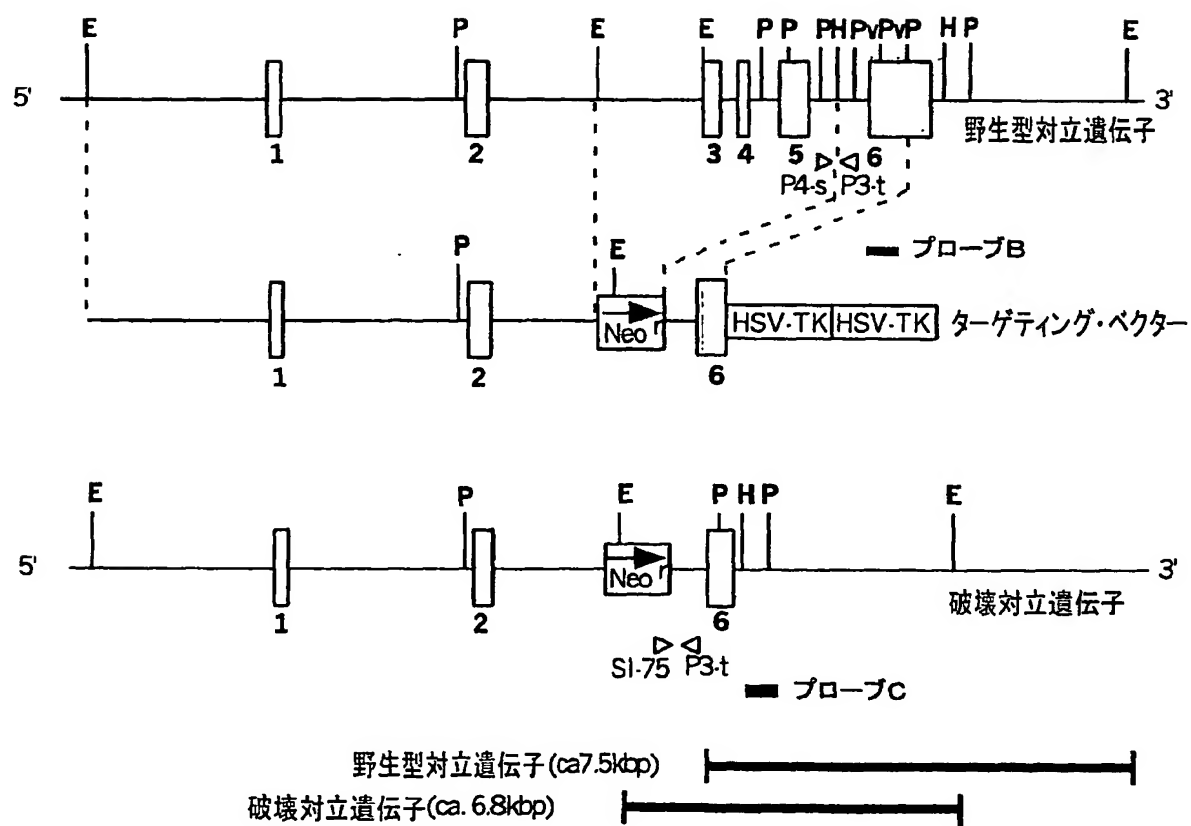 E P E E P P PH PvPvP H P E
5' 3'
1 2 3 4 5 6
野生型対立遺伝子
P4-s P3-t
プローブB
P E
Neo r HSV-TK HSV-TK ターゲティング・ベクター
1 2 6
E P E P H P E
5' Neo r 3'
1 2 6
破壊対立遺伝子
SI-75 P3-t
プローブC
野生型対立遺伝子(ca7.5kbp)
破壊対立遺伝子(ca. 6.8kbp)